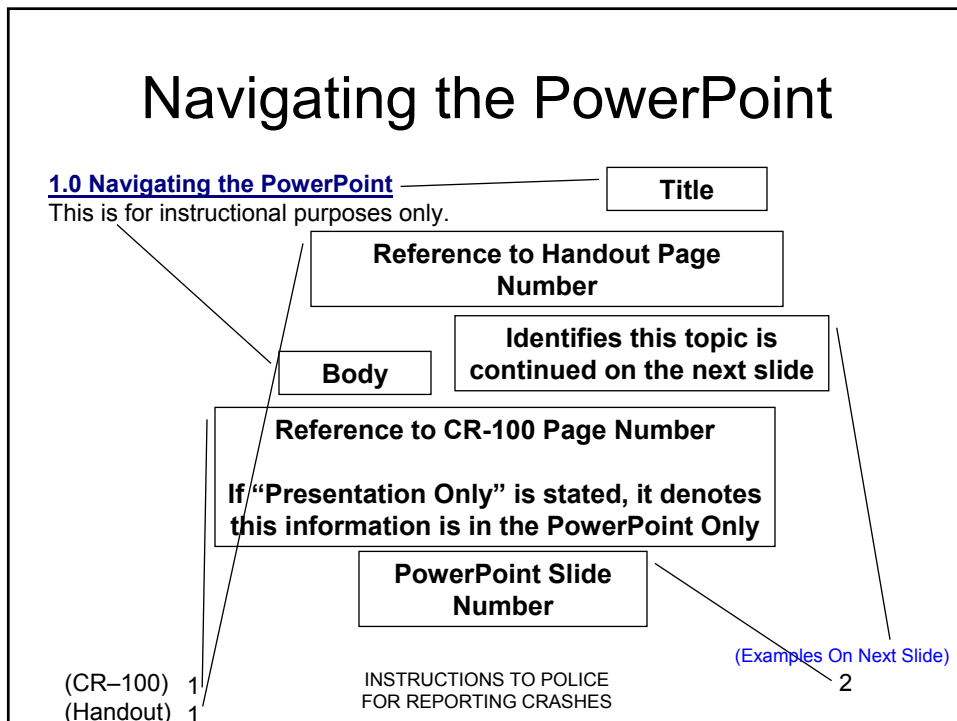 Navigating the PowerPoint
1.0 Navigating the PowerPoint
Title
This is for instructional purposes only.
Reference to Handout Page
Number
Identifies this topic is
continued on the next slide
Body
Reference to CR-100 Page Number
If “Presentation Only” is stated, it denotes
this information is in the PowerPoint Only
PowerPoint Slide
Number
(Examples On Next Slide)
(CR–100) 1
(Handout) 1
INSTRUCTIONS TO POLICE
FOR REPORTING CRASHES
2